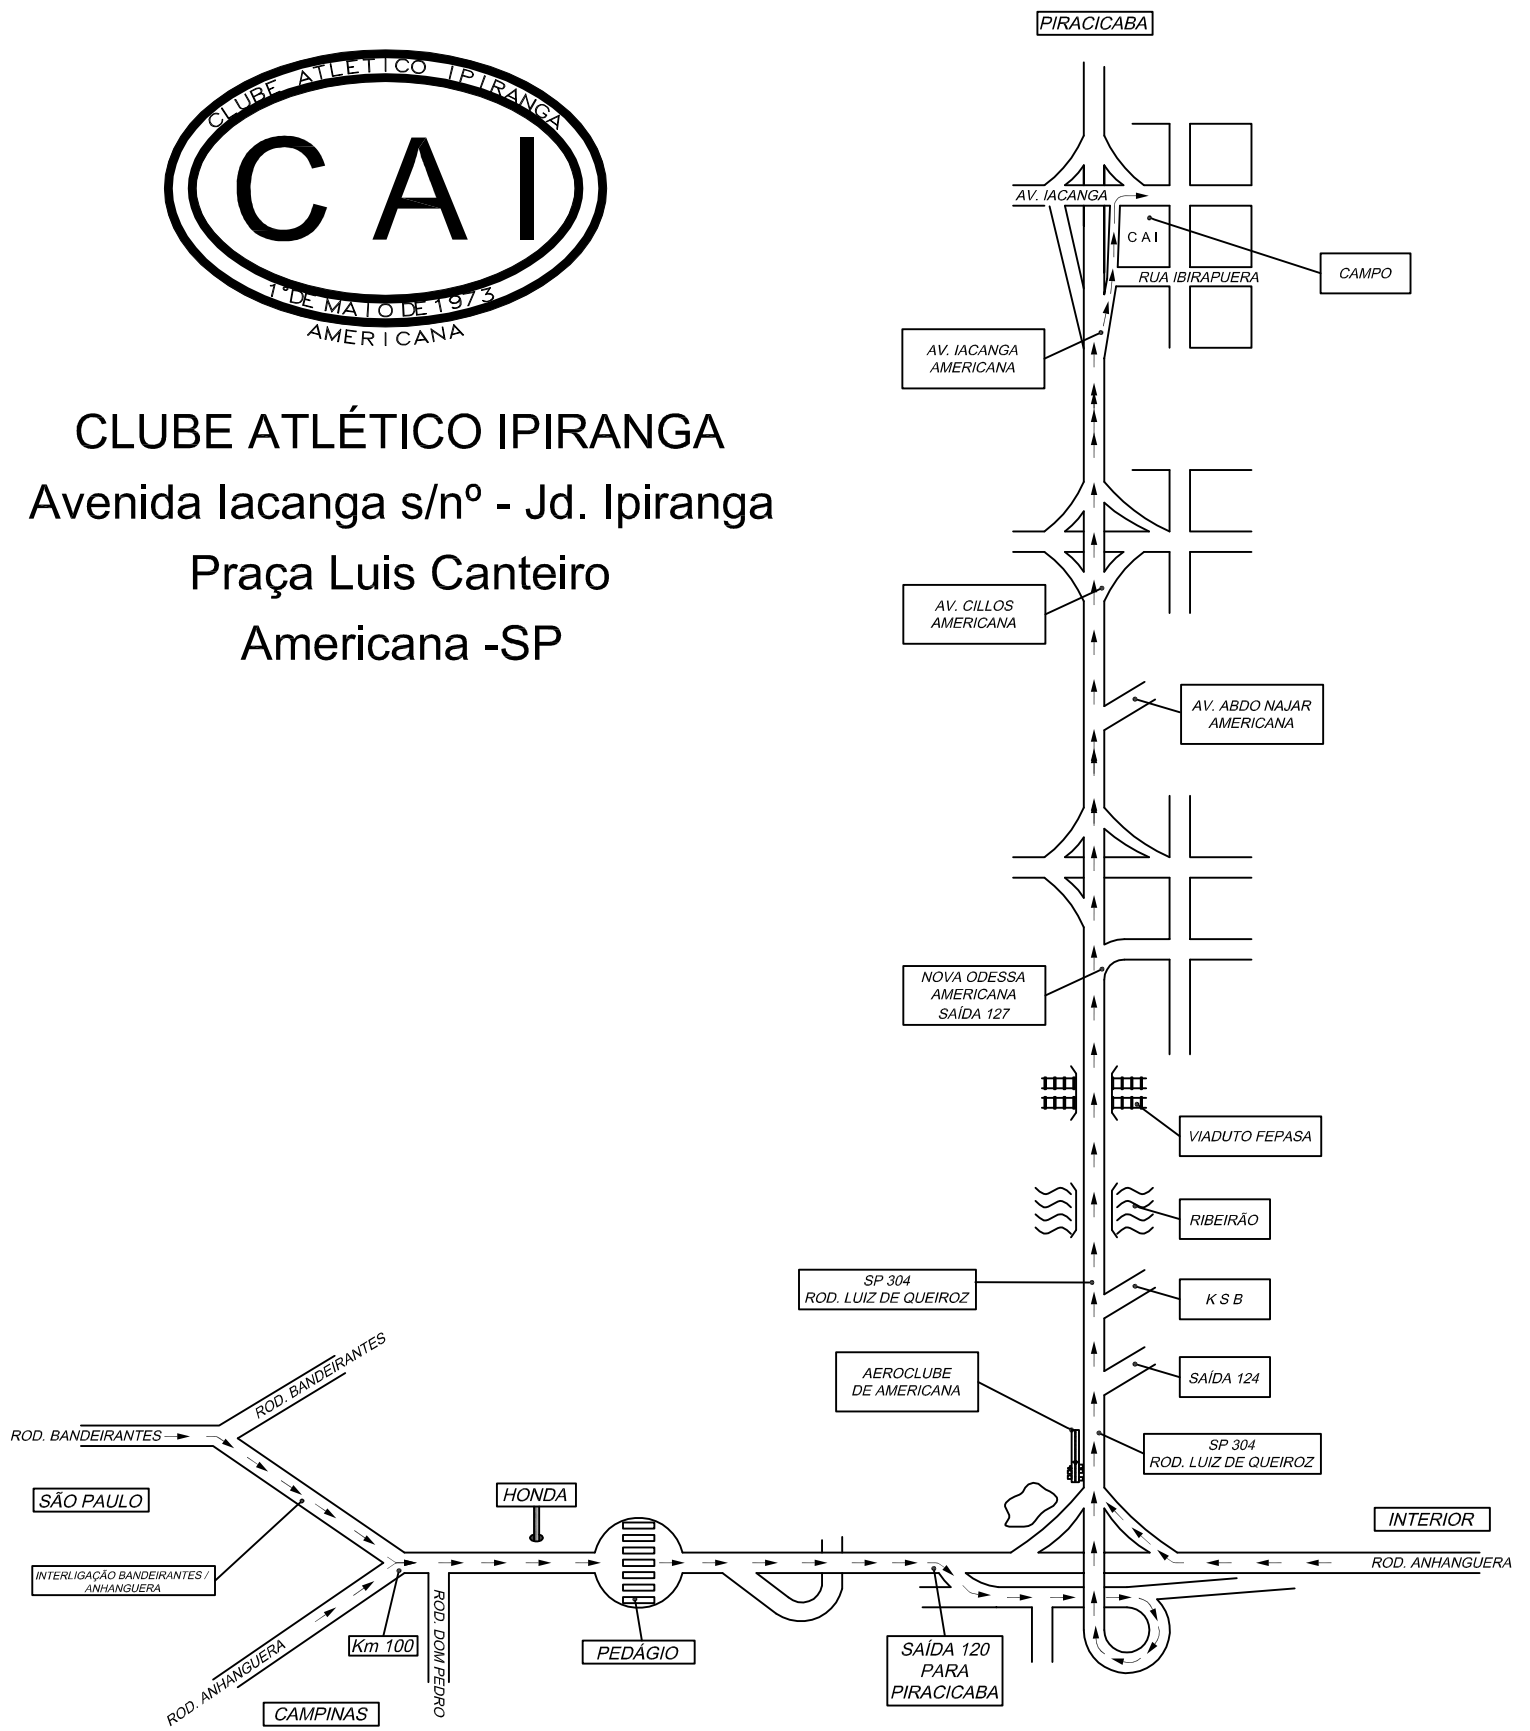 CLUBE ATLETICO IPIRANGA
C A I
1°DE MAIO DE 1973
AMERICANA
CLUBE ATLÉTICO IPIRANGA
Avenida Iacanga s/nº - Jd. Ipiranga
Praça Luis Canteiro
Americana -SP
PIRACICABA
AV. IACANGA
C A I
CAMPO
RUA IBIRAPUERA
AV. IACANGA
AMERICANA
AV. CILLOS
AMERICANA
AV. ABDO NAJAR
AMERICANA
NOVA ODESSA
AMERICANA
SAÍDA 127
VIADUTO FEPASA
RIBEIRÃO
SP 304
ROD. LUIZ DE QUEIROZ
K S B
AEROCLUBE
DE AMERICANA
SAÍDA 124
SP 304
ROD. LUIZ DE QUEIROZ
ROD. BANDEIRANTES
ROD. BANDEIRANTES
SÃO PAULO
HONDA
INTERIOR
ROD. ANHANGUERA
INTERLIGAÇÃO BANDEIRANTES /
ANHANGUERA
ROD. ANHANGUERA
Km 100
ROD. DOM PEDRO
PEDÁGIO
SAÍDA 120
PARA
PIRACICABA
CAMPINAS